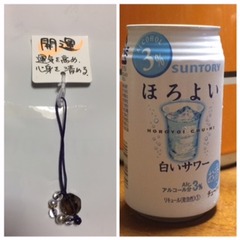 開運
運気を高め、
心身を清める。
3%
SUNTORY
ほろよい
HOROYOI
白いサワー
ALC.
アルコール分3%